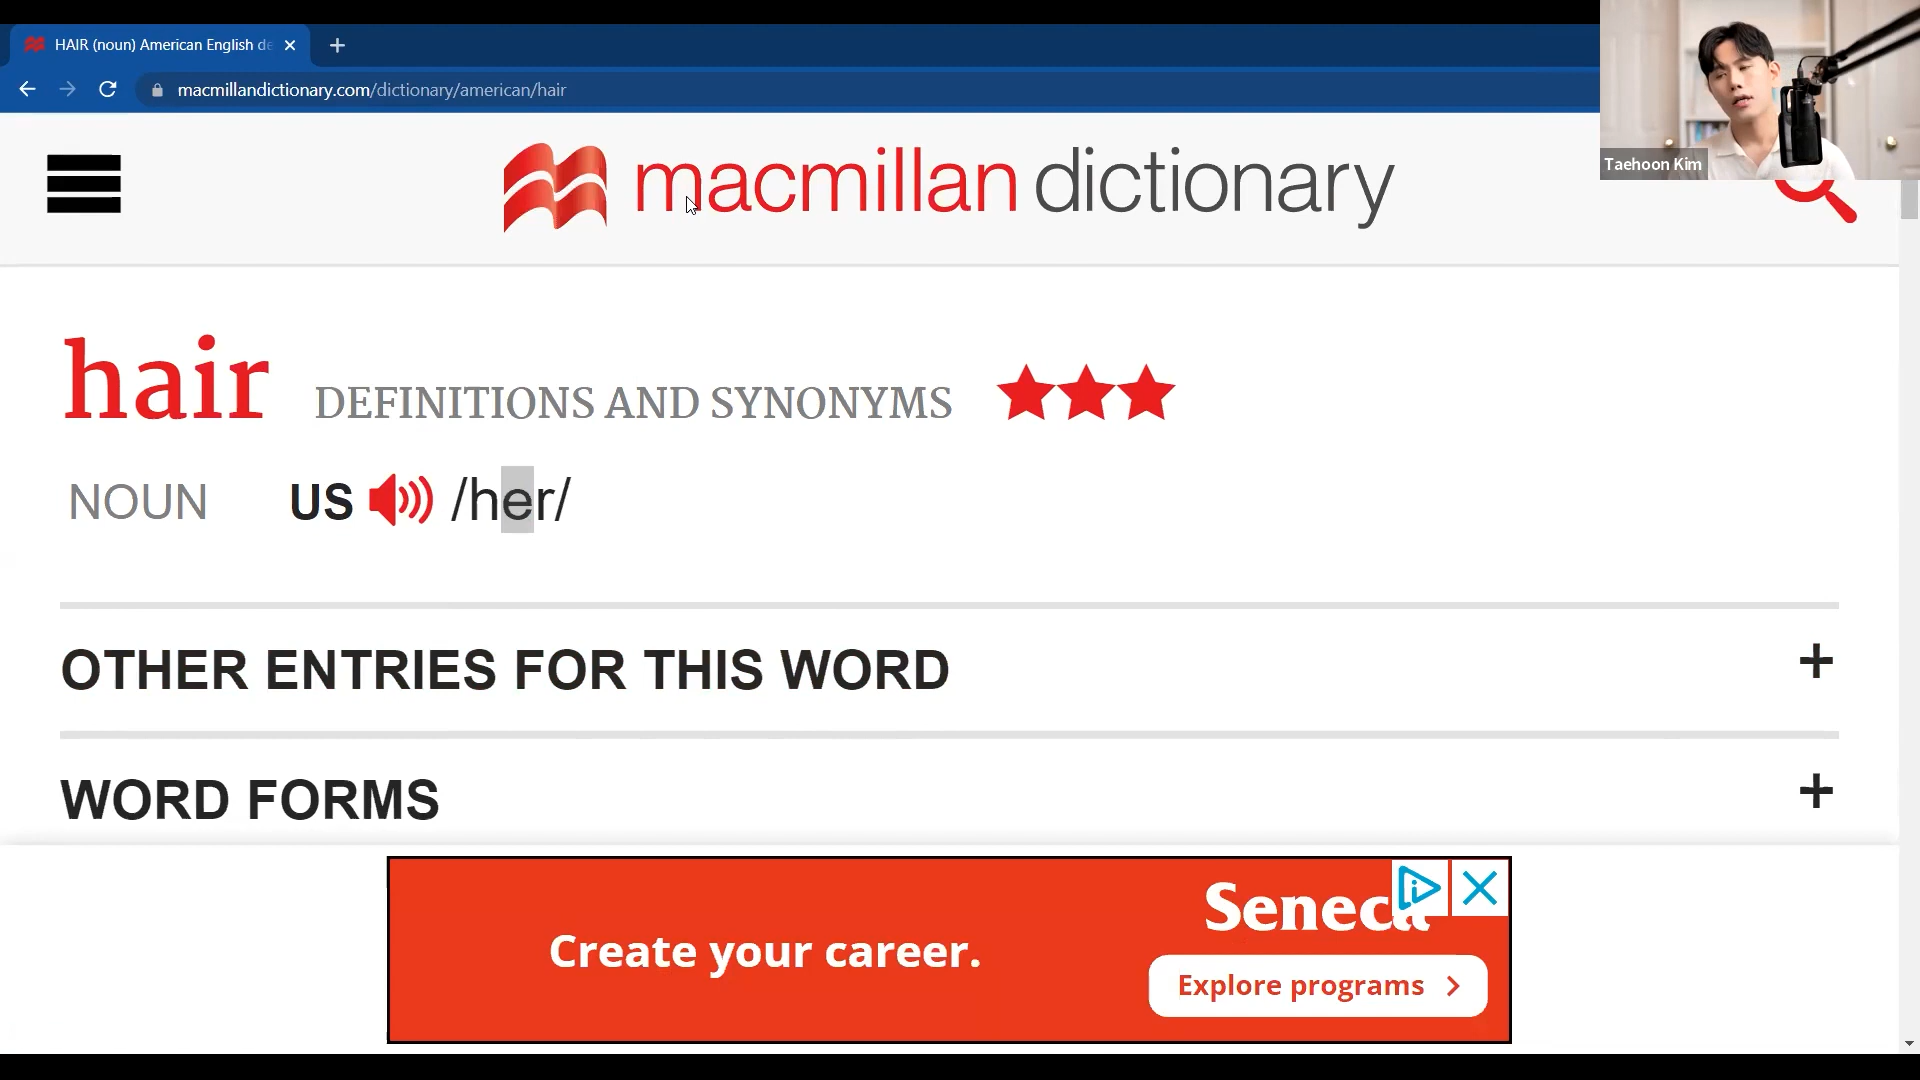 HAIR (noun) American English de
macmillandictionary.com/dictionary/american/hair
Taehoon Kim
macmillan dictionary
hair DEFINITIONS AND SYNONYMS
NOUN US /her/
OTHER ENTRIES FOR THIS WORD +
WORD FORMS +
Seneca
Create your career.
Explore programs >